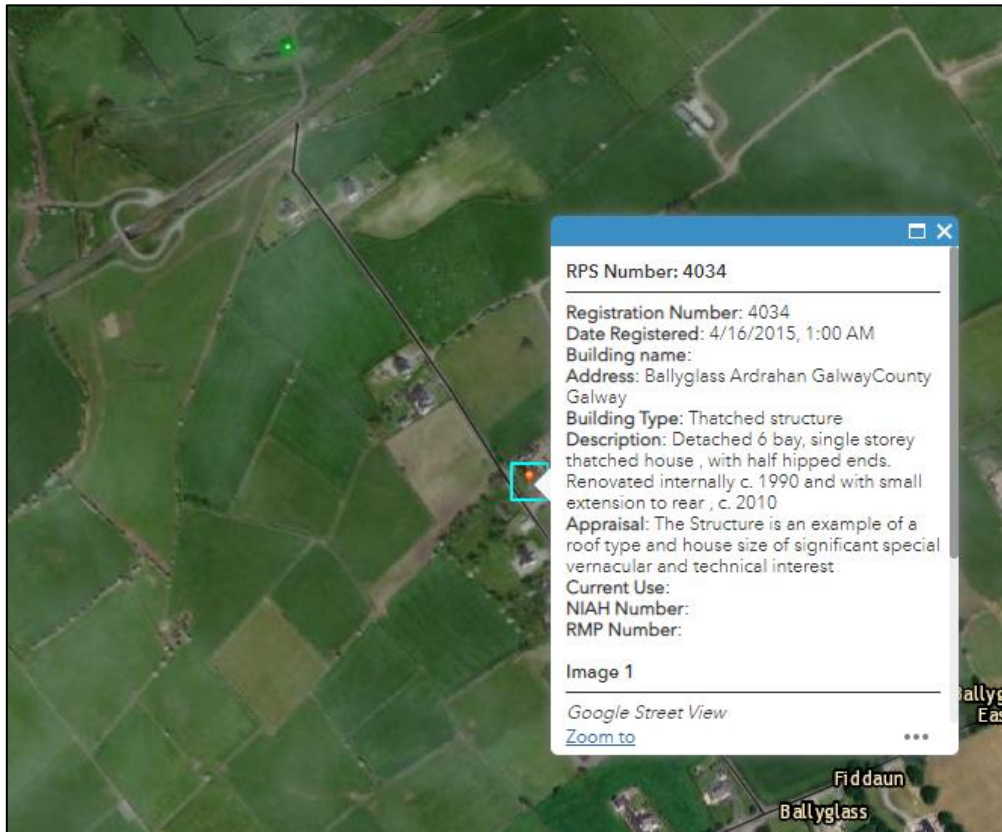 RPS Number: 4034
Registration Number: 4034
Date Registered: 4/16/2015, 1:00 AM
Building name:
Address: Ballyglass Ardrahan GalwayCounty
Galway
Building Type: Thatched structure
Description: Detached 6 bay, single storey
thatched house , with half hipped ends.
Renovated internally c. 1990 and with small
extension to rear , c. 2010
Appraisal: The Structure is an example of a
roof type and house size of significant special
vernacular and technical interest
Current Use:
NIAH Number:
RMP Number:
Image 1
Google Street View
Zoom to
Fiddaun
Ballyglass